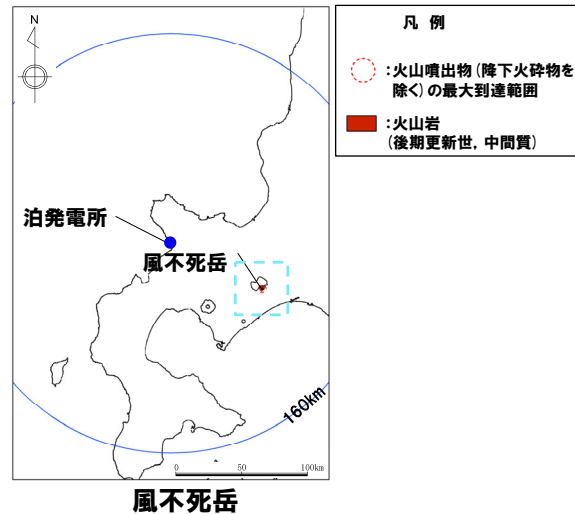 N
泊発電所
風不死岳
160km
0
50
100km
風不死岳
凡 例
:火山噴出物(降下火砕物を
除く)の最大到達範囲
:火山岩
(後期更新世, 中間質)